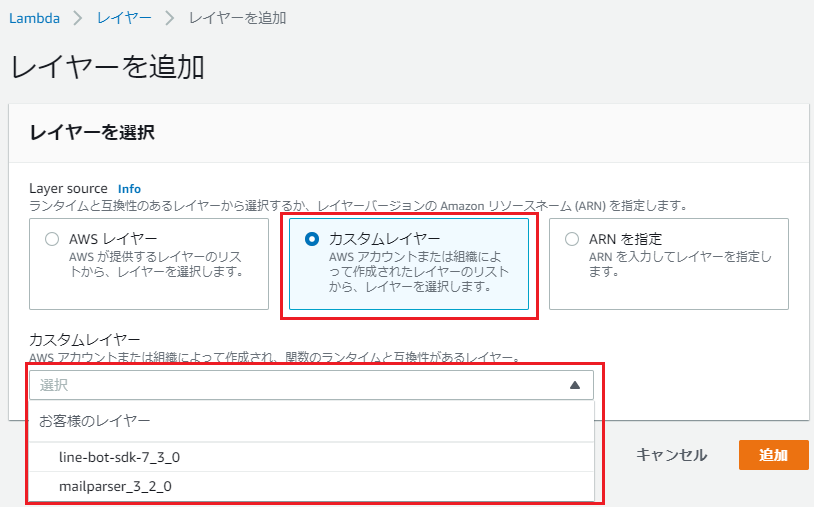 Lambda > レイヤー > レイヤーを追加
レイヤーを追加
レイヤーを選択
Layer source Info
ランタイムと互換性のあるレイヤーから選択するか、レイヤーバージョンの Amazon リソースネーム (ARN) を指定します。
AWS レイヤー
AWS が提供するレイヤーのリス
トから、レイヤーを選択します。
カスタムレイヤー
AWS アカウントまたは組織によ
って作成されたレイヤーのリスト
から、レイヤーを選択します。
ARN を指定
ARN を入力してレイヤーを指定し
ます。
カスタムレイヤー
AWS アカウントまたは組織によって作成され、関数のランタイムと互換性があるレイヤー。
選択
お客様のレイヤー
line-bot-sdk-7_3_0
mailparser_3_2_0
キャンセル
追加